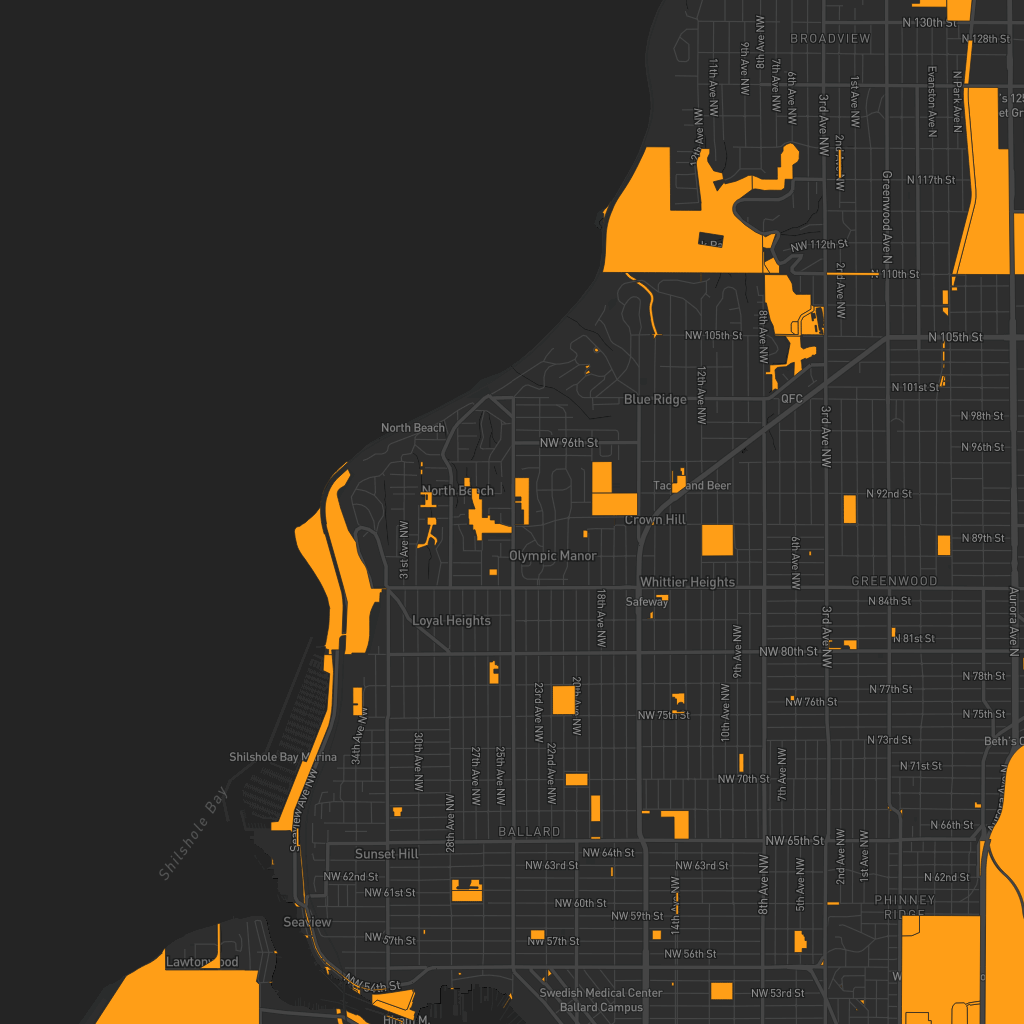 N 130th St
BROADVIEW
N 128th St
8th Ave NW
9th Ave NW
11th Ave NW
7th Ave NW
6th Ave NW
1st Ave NW
Evanston Ave N
N Park Ave N
3rd Ave NW
's 125
et Gr
12th Ave NW
2nd Ave NW
N 117th St
Greenwood Ave N
NW 112th St
N 110th St
2nd Ave NW
8th Ave NW
NW 105th St
N 105th St
12th Ave NW
N 101st St
Blue Ridge
QFC
3rd Ave NW
N 98th St
North Beach
NW 96th St
N 96th St
North Beach
N 92nd St
Crown Hill
31st Ave NW
N 89th St
Olympic Manor
6th Ave NW
Whittier Heights
GREENWOOD
Safeway
18th Ave NW
N 84th St
Aurora Ave N
Loyal Heights
3rd Ave NW
N 81st St
9th Ave NW
NW 80th St
N 78th St
N 77th St
23rd Ave NW
20th Ave NW
10th Ave NW
NW 76th St
NW 75th St
N 75th St
34th Ave NW
30th Ave NW
N 73rd St
Beth's C
Shilshole Bay Marina
27th Ave NW
25th Ave NW
22nd Ave NW
7th Ave NW
N 71st St
NW 70th St
Seaview Ave NW
Aurora Ave N
Shilshole Bay
28th Ave NW
BALLARD
N 66th St
NW 65th St
Sunset Hill
NW 64th St
2nd Ave NW
1st Ave NW
NW 63rd St
NW 63rd St
NW 62nd St
N 62nd St
8th Ave NW
5th Ave NW
NW 61st St
14th Ave NW
NW 60th St
PHINNEY
RIDGE
NW 59th St
Seaview
NW 57th St
NW 57th St
NW 56th St
Lawtonwood
NW 54th St
Swedish Medical Center
Ballard Campus
NW 53rd St
Hiram M.